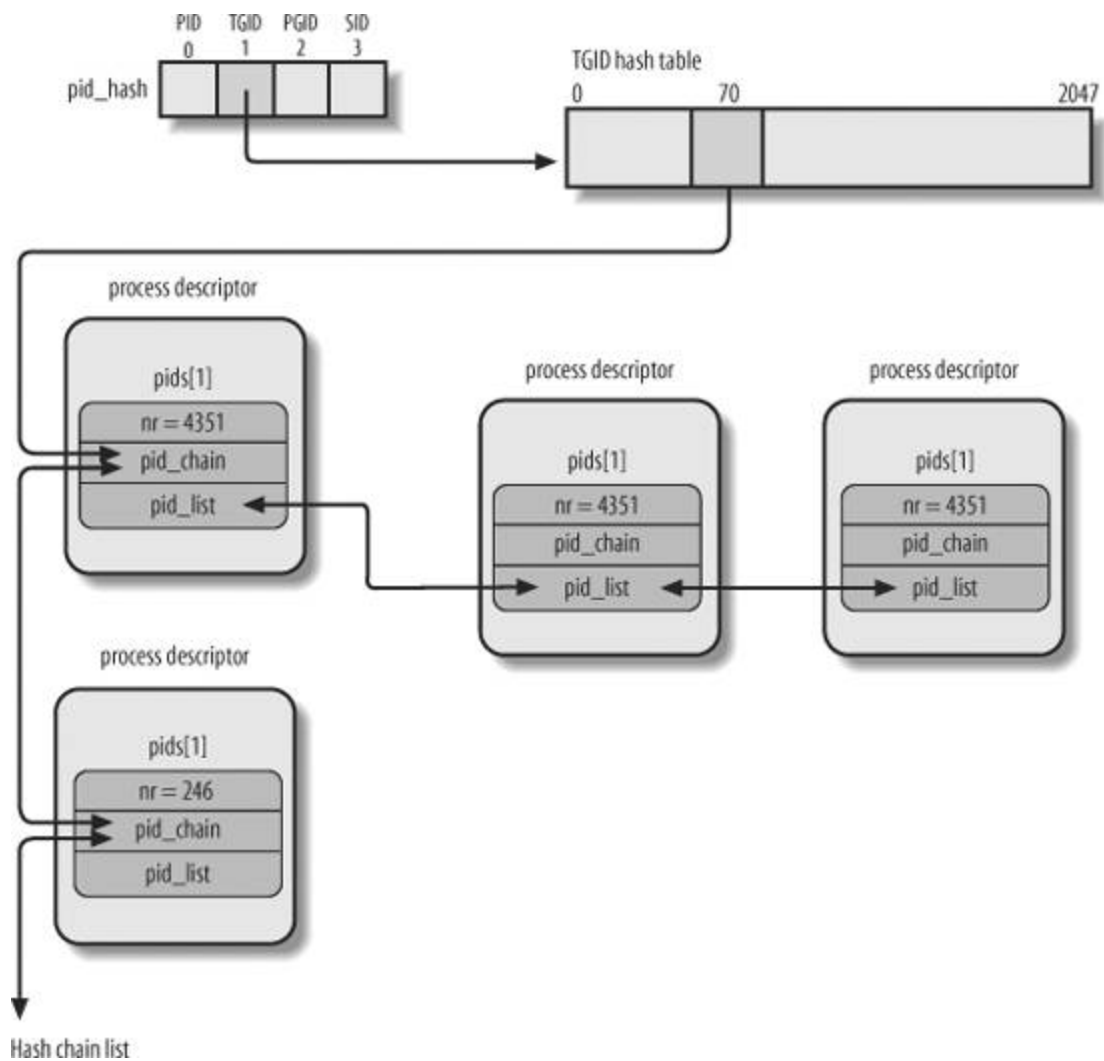 PID TGID PGID SID
0 1 2 3
pid_hash
TGID hash table
0 70 2047
process descriptor
pids[1]
nr = 4351
pid_chain
pid_list
process descriptor
pids[1]
nr = 4351
pid_chain
pid_list
process descriptor
pids[1]
nr = 4351
pid_chain
pid_list
process descriptor
pids[1]
nr = 246
pid_chain
pid_list
Hash chain list